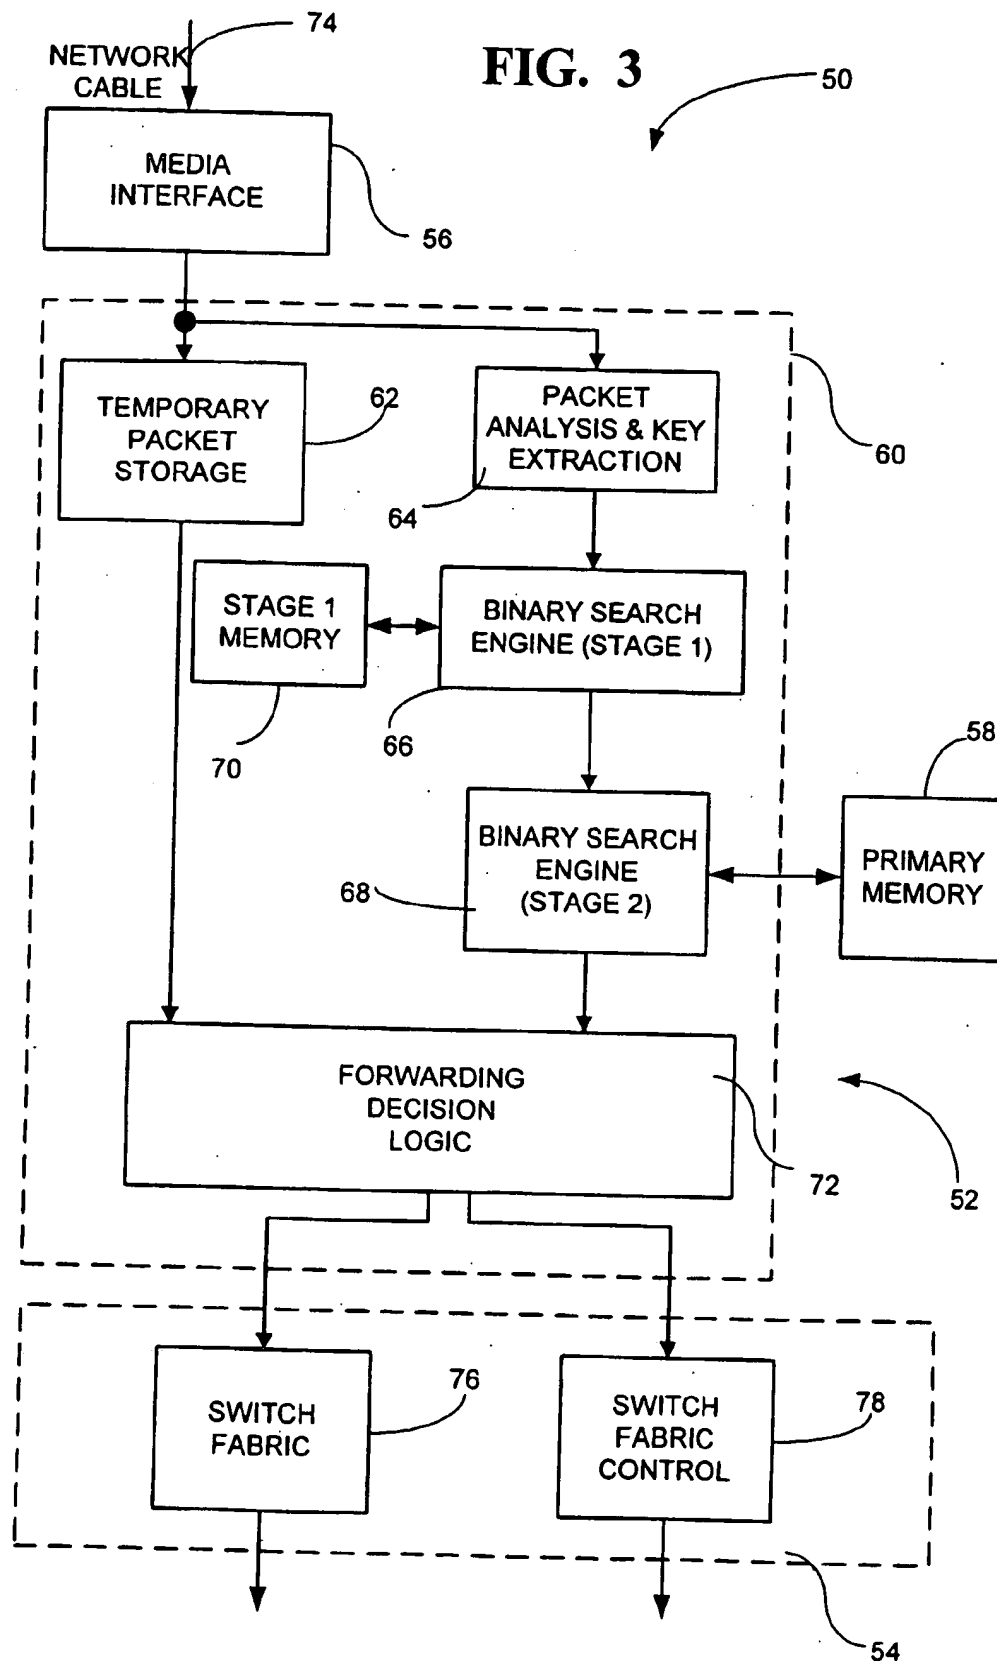 74
NETWORK
CABLE
FIG. 3
50
MEDIA
INTERFACE
56
TEMPORARY
PACKET
STORAGE
62
PACKET
ANALYSIS & KEY
EXTRACTION
64
60
STAGE 1
MEMORY
70
BINARY SEARCH
ENGINE (STAGE 1)
66
58
BINARY SEARCH
ENGINE
(STAGE 2)
68
PRIMARY
MEMORY
FORWARDING
DECISION
LOGIC
72
52
SWITCH
FABRIC
76
SWITCH
FABRIC
CONTROL
78
54